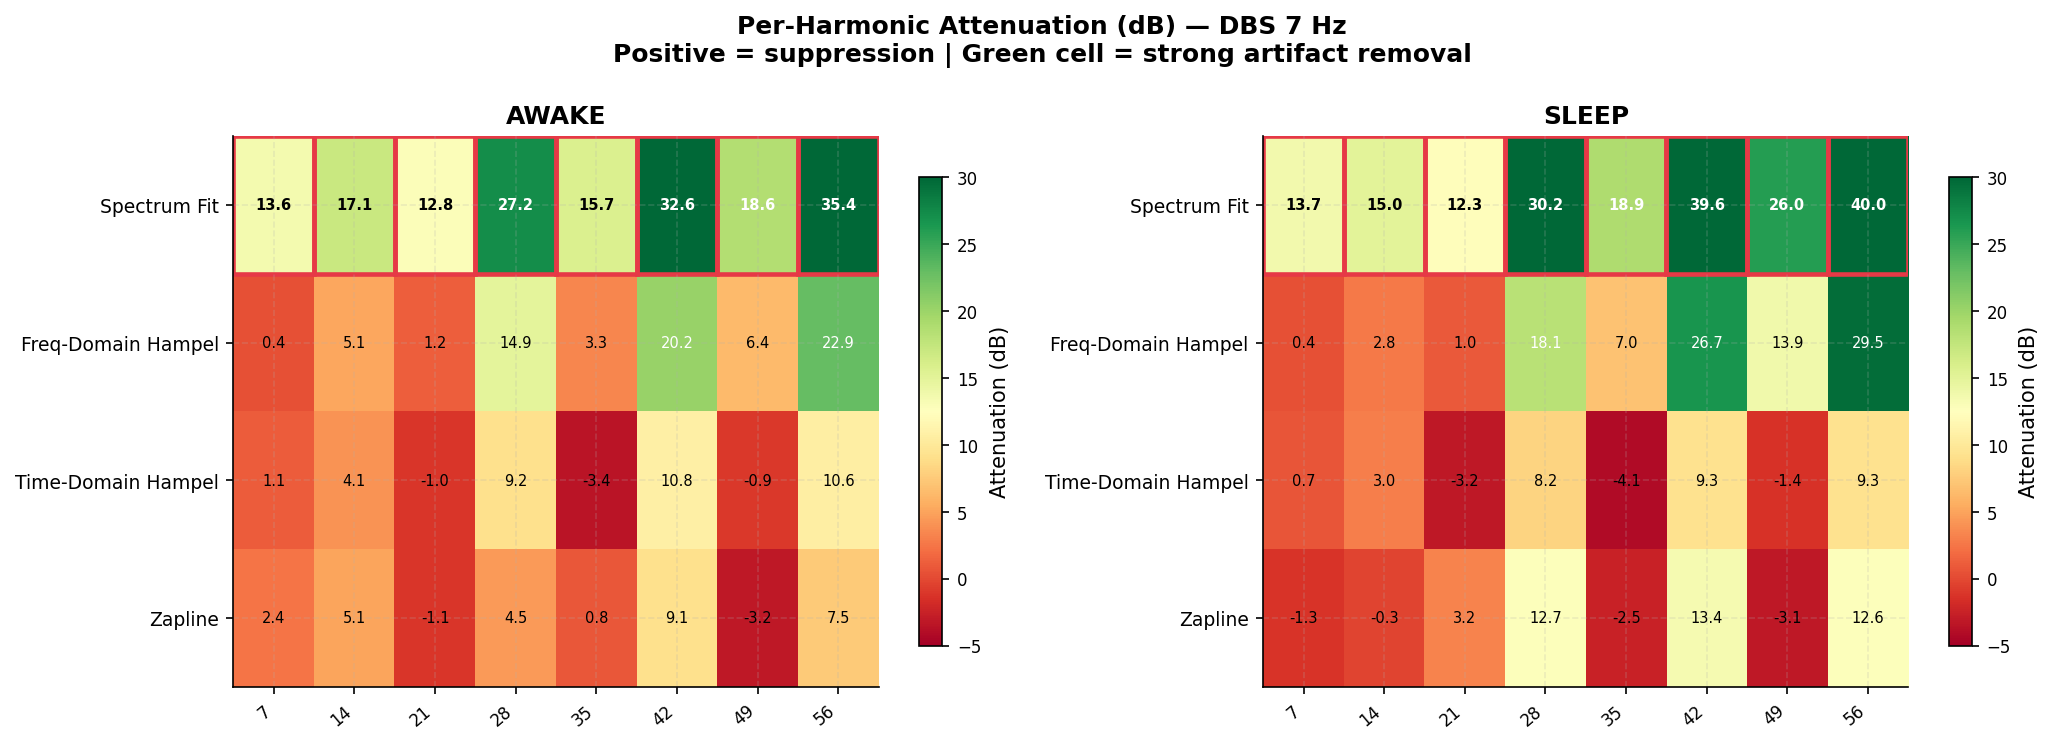 Per-Harmonic Attenuation (dB) — DBS 7 Hz
Positive = suppression | Green cell = strong artifact removal
AWAKE
Spectrum Fit 13.6 17.1 12.8 27.2 15.7 32.6 18.6 35.4
Freq-Domain Hampel 0.4 5.1 1.2 14.9 3.3 20.2 6.4 22.9
Time-Domain Hampel 1.1 4.1 -1.0 9.2 -3.4 10.8 -0.9 10.6
Zapline 2.4 5.1 -1.1 4.5 0.8 9.1 -3.2 7.5
7 14 21 28 35 42 49 56
30
25
20
15
10
5
0
−5
Attenuation (dB)
SLEEP
Spectrum Fit 13.7 15.0 12.3 30.2 18.9 39.6 26.0 40.0
Freq-Domain Hampel 0.4 2.8 1.0 18.1 7.0 26.7 13.9 29.5
Time-Domain Hampel 0.7 3.0 -3.2 8.2 -4.1 9.3 -1.4 9.3
Zapline -1.3 -0.3 3.2 12.7 -2.5 13.4 -3.1 12.6
7 14 21 28 35 42 49 56
30
25
20
15
10
5
0
−5
Attenuation (dB)